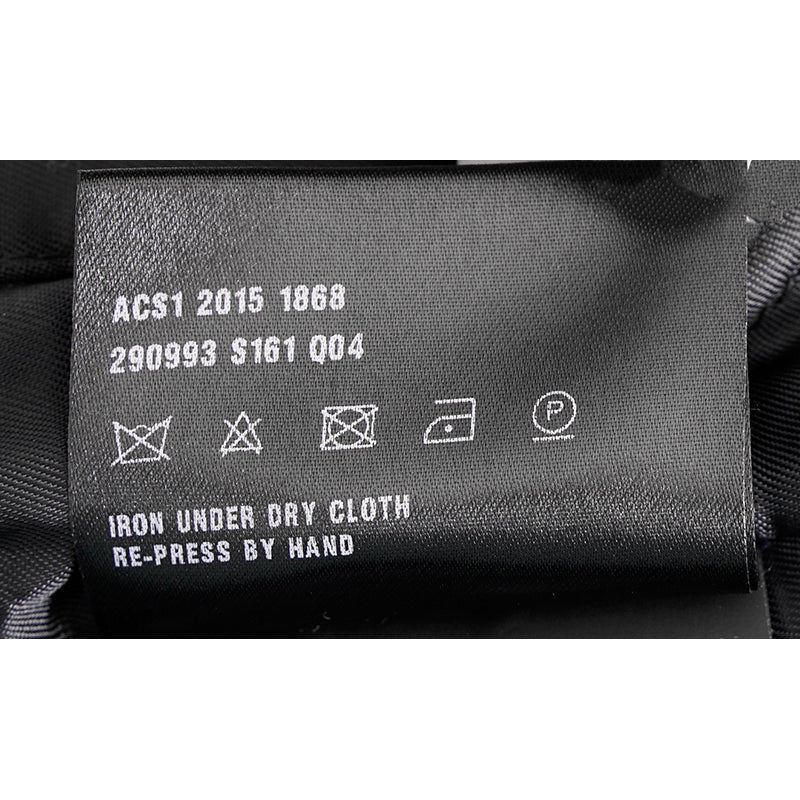 ACS1 2015 1868
290993 S161 Q04
P
IRON UNDER DRY CLOTH
RE-PRESS BY HAND